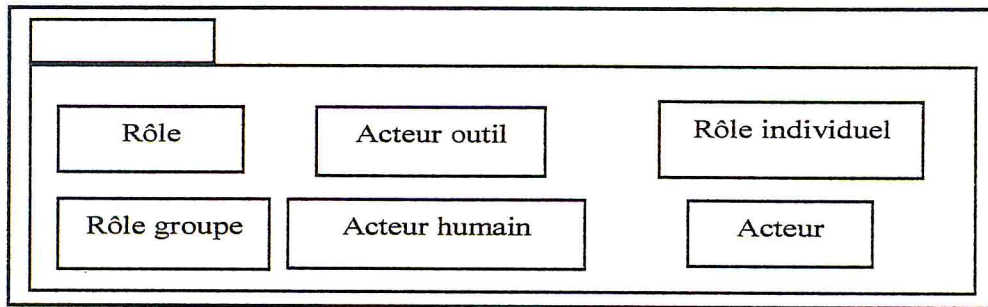 Rôle
Acteur outil
Rôle individuel
Rôle groupe
Acteur humain
Acteur